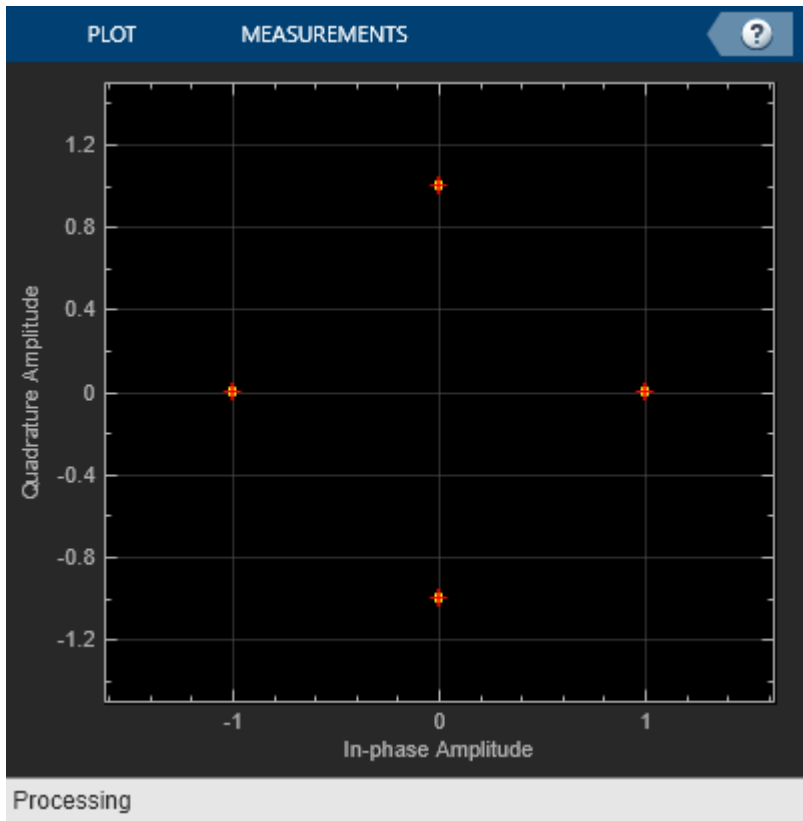 PLOT MEASUREMENTS ?
1.2
0.8
0.4
0
-0.4
-0.8
-1.2
Quadrature Amplitude
-1 0 1
In-phase Amplitude
Processing